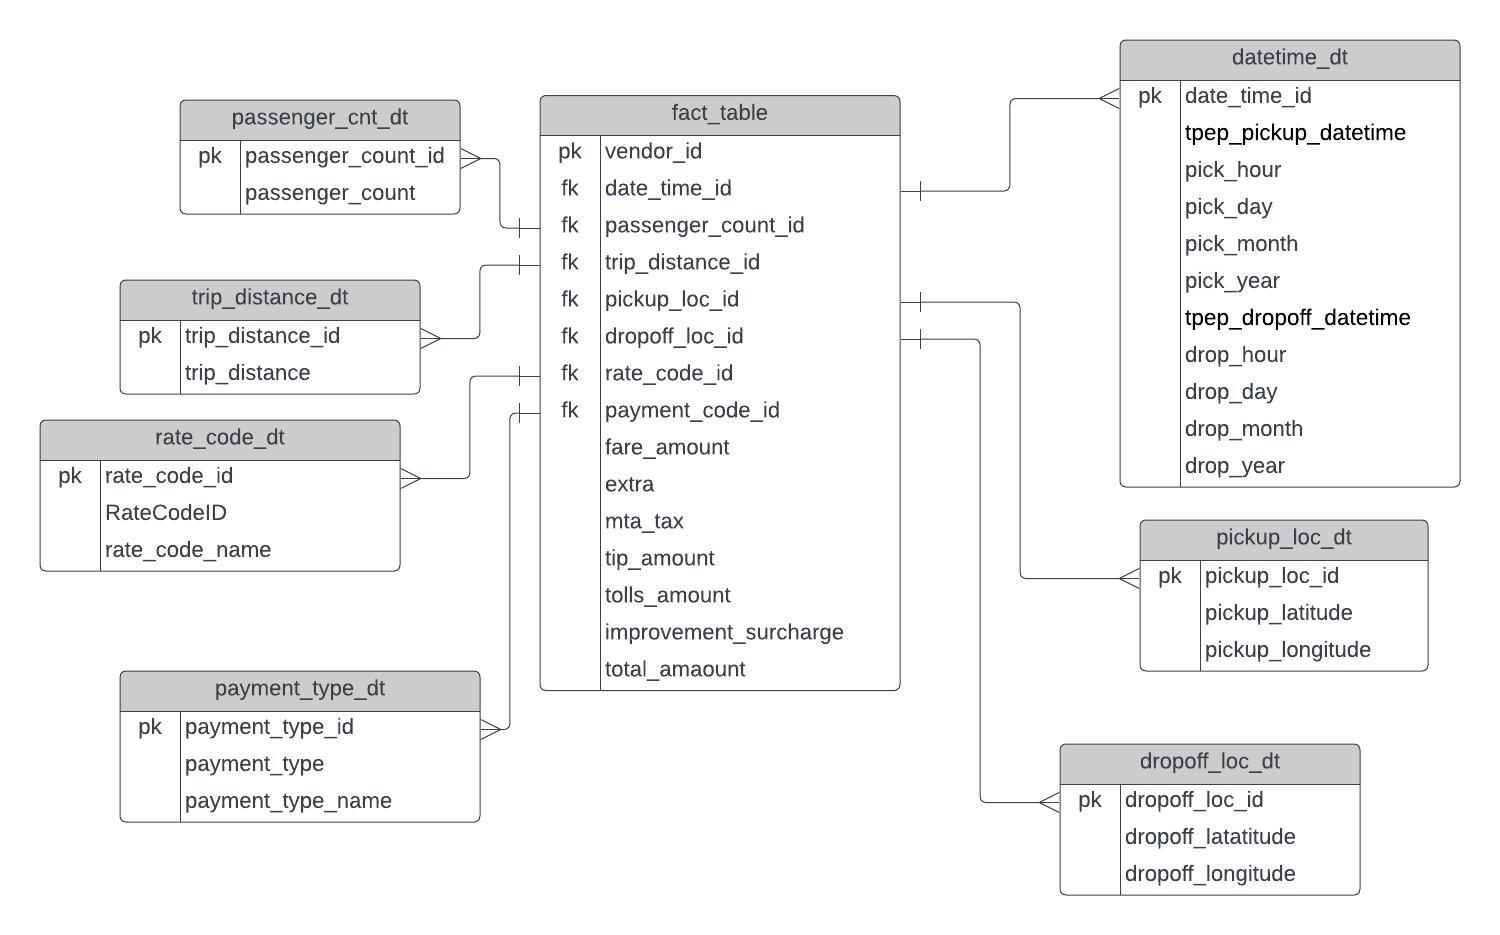 passenger_cnt_dt
pk passenger_count_id
passenger_count
trip_distance_dt
pk trip_distance_id
trip_distance
rate_code_dt
pk rate_code_id
RateCodeID
rate_code_name
payment_type_dt
pk payment_type_id
payment_type
payment_type_name
fact_table
pk vendor_id
fk date_time_id
fk passenger_count_id
fk trip_distance_id
fk pickup_loc_id
fk dropoff_loc_id
fk rate_code_id
fk payment_code_id
fare_amount
extra
mta_tax
tip_amount
tolls_amount
improvement_surcharge
total_amaount
datetime_dt
pk date_time_id
tpep_pickup_datetime
pick_hour
pick_day
pick_month
pick_year
tpep_dropoff_datetime
drop_hour
drop_day
drop_month
drop_year
pickup_loc_dt
pk pickup_loc_id
pickup_latitude
pickup_longitude
dropoff_loc_dt
pk dropoff_loc_id
dropoff_latatitude
dropoff_longitude